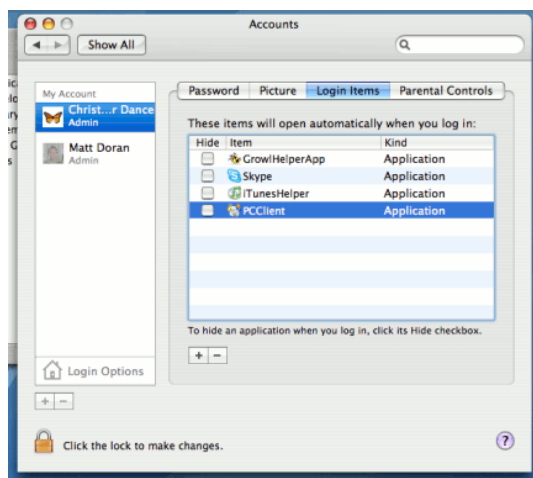 Accounts
Show All
My Account
Christ...r Dance
Admin
Matt Doran
Admin
Login Options
Password Picture Login Items Parental Controls
These items will open automatically when you log in:
Hide Item Kind
GrowlHelperApp Application
Skype Application
iTunesHelper Application
PCClient Application
To hide an application when you log in, click its Hide checkbox.
+ −
+ −
Click the lock to make changes.
?